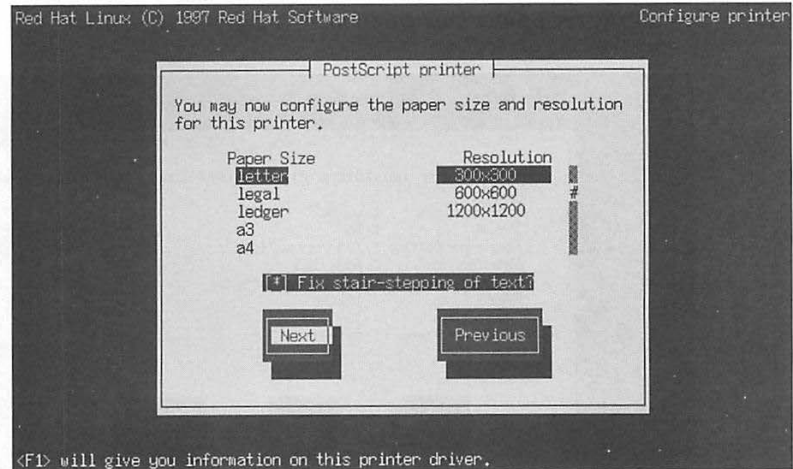 Red Hat Linux (C) 1997 Red Hat Software Configure printer
PostScript printer
You may now configure the paper size and resolution
for this printer.
Paper Size Resolution
letter 300x300
legal 600x600 #
ledger 1200x1200
a3
a4
[*] Fix stair-stepping of text?
Next Previous
<F1> will give you information on this printer driver.